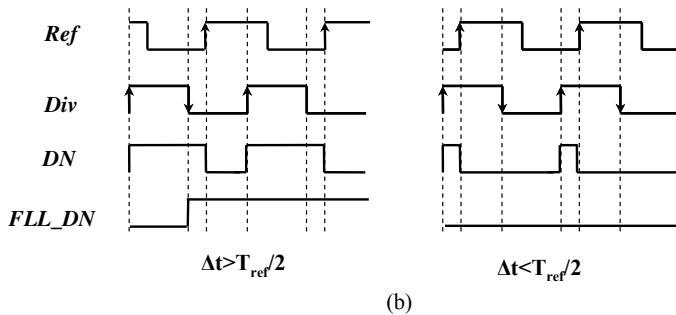 Ref
Div
DN
FLL_DN
Δt>Tref/2
Δt<Tref/2
(b)